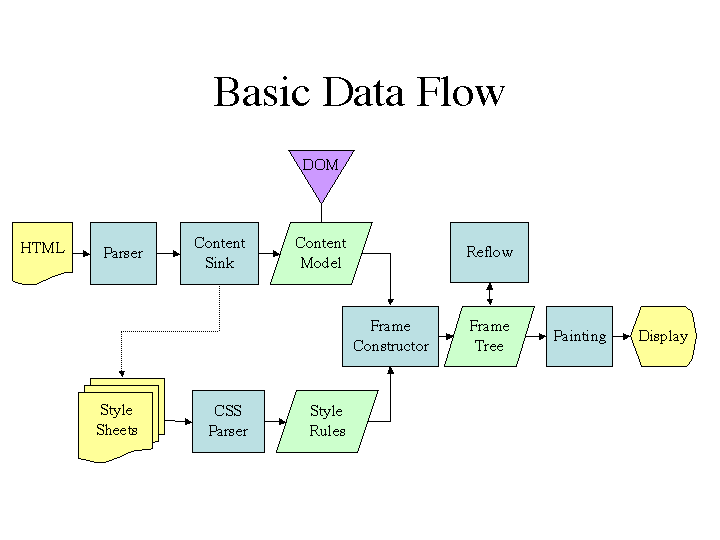 Basic Data Flow
DOM
HTML
Parser
Content
Sink
Content
Model
Reflow
Frame
Constructor
Frame
Tree
Painting
Display
Style
Sheets
CSS
Parser
Style
Rules